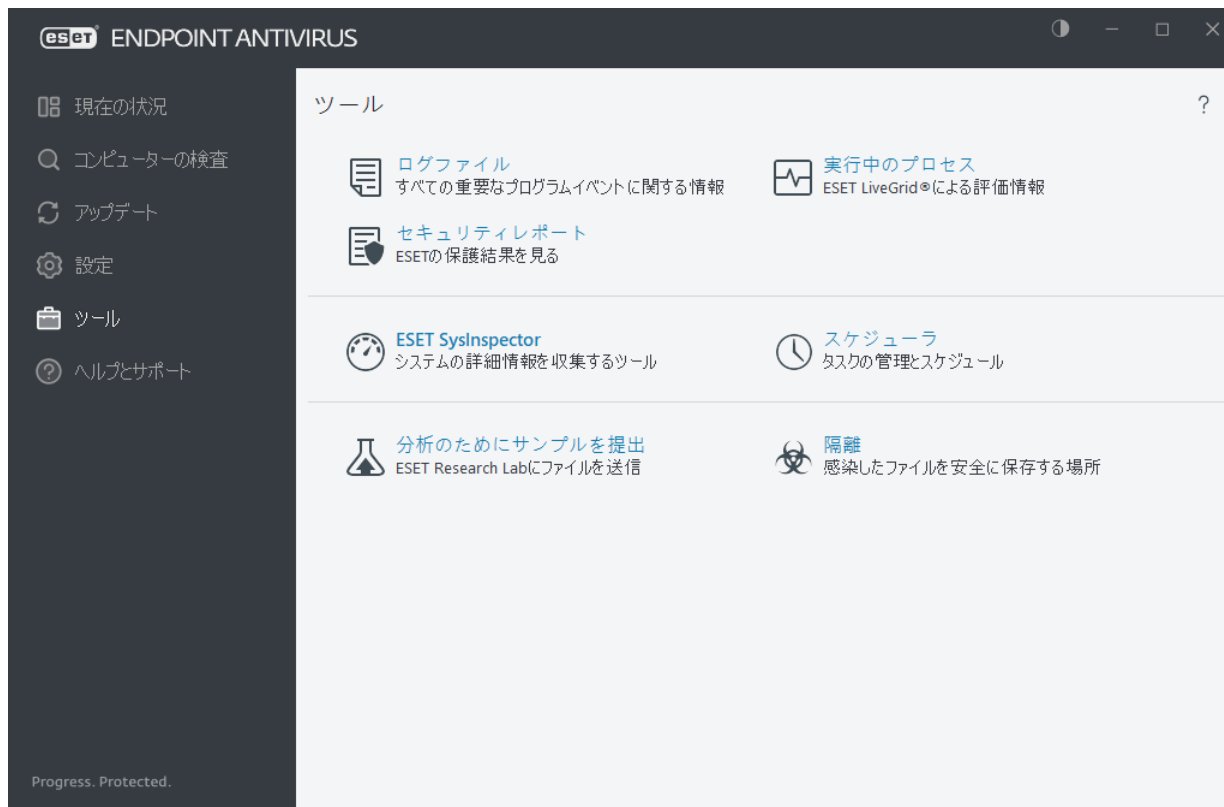 eset ENDPOINT ANTIVIRUS
現在の状況
コンピューターの検査
アップデート
設定
ツール
ヘルプとサポート
Progress. Protected.
ツール
?
ログファイル
すべての重要なプログラムイベントに関する情報
実行中のプロセス
ESET LiveGrid®による評価情報
セキュリティレポート
ESETの保護結果を見る
ESET SysInspector
システムの詳細情報を収集するツール
スケジューラ
タスクの管理とスケジュール
分析のためにサンプルを提出
ESET Research Labにファイルを送信
隔離
感染したファイルを安全に保存する場所